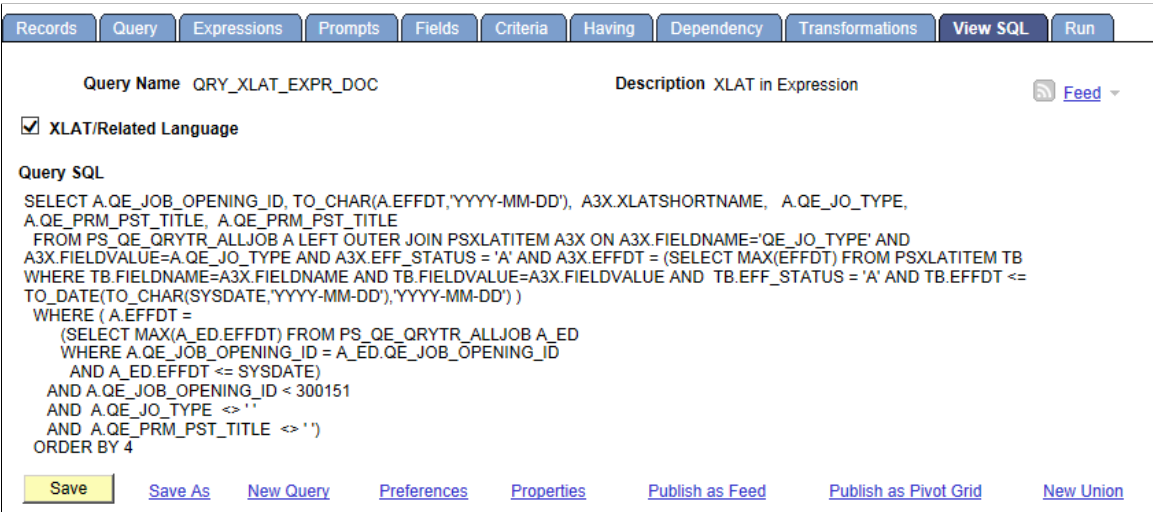 Records Query Expressions Prompts Fields Criteria Having Dependency Transformations View SQL Run
Query Name QRY_XLAT_EXPR_DOC Description XLAT in Expression
Feed
XLAT/Related Language
Query SQL
SELECT A.QE_JOB_OPENING_ID, TO_CHAR(A.EFFDT,'YYYY-MM-DD'), A3X.XLATSHORTNAME, A.QE_JO_TYPE,
A.QE_PRM_PST_TITLE, A.QE_PRM_PST_TITLE
FROM PS_QE_QRYTR_ALLJOB A LEFT OUTER JOIN PSXLATITEM A3X ON A3X.FIELDNAME='QE_JO_TYPE' AND
A3X.FIELDVALUE=A.QE_JO_TYPE AND A3X.EFF_STATUS = 'A' AND A3X.EFFDT = (SELECT MAX(EFFDT) FROM PSXLATITEM TB
WHERE TB.FIELDNAME=A3X.FIELDNAME AND TB.FIELDVALUE=A3X.FIELDVALUE AND TB.EFF_STATUS = 'A' AND TB.EFFDT <=
TO_DATE(TO_CHAR(SYSDATE,'YYYY-MM-DD'),'YYYY-MM-DD') )
WHERE ( A.EFFDT =
(SELECT MAX(A_ED.EFFDT) FROM PS_QE_QRYTR_ALLJOB A_ED
WHERE A.QE_JOB_OPENING_ID = A_ED.QE_JOB_OPENING_ID
AND A_ED.EFFDT <= SYSDATE)
AND A.QE_JOB_OPENING_ID < 300151
AND A.QE_JO_TYPE <> ' '
AND A.QE_PRM_PST_TITLE <> ' ')
ORDER BY 4
Save Save As New Query Preferences Properties Publish as Feed Publish as Pivot Grid New Union